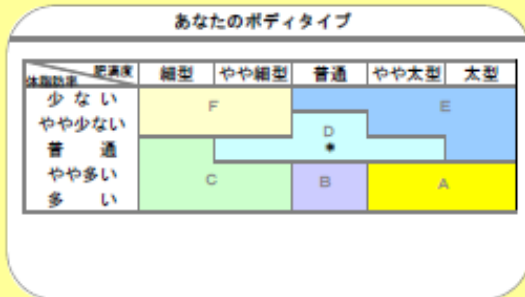 あなたのボディタイプ
肥満度
体脂肪率
細型 やや細型 普通 やや太型 太型
少ない
F
E
やや少ない
D
普 通
*
やや多い
C B A
多 い